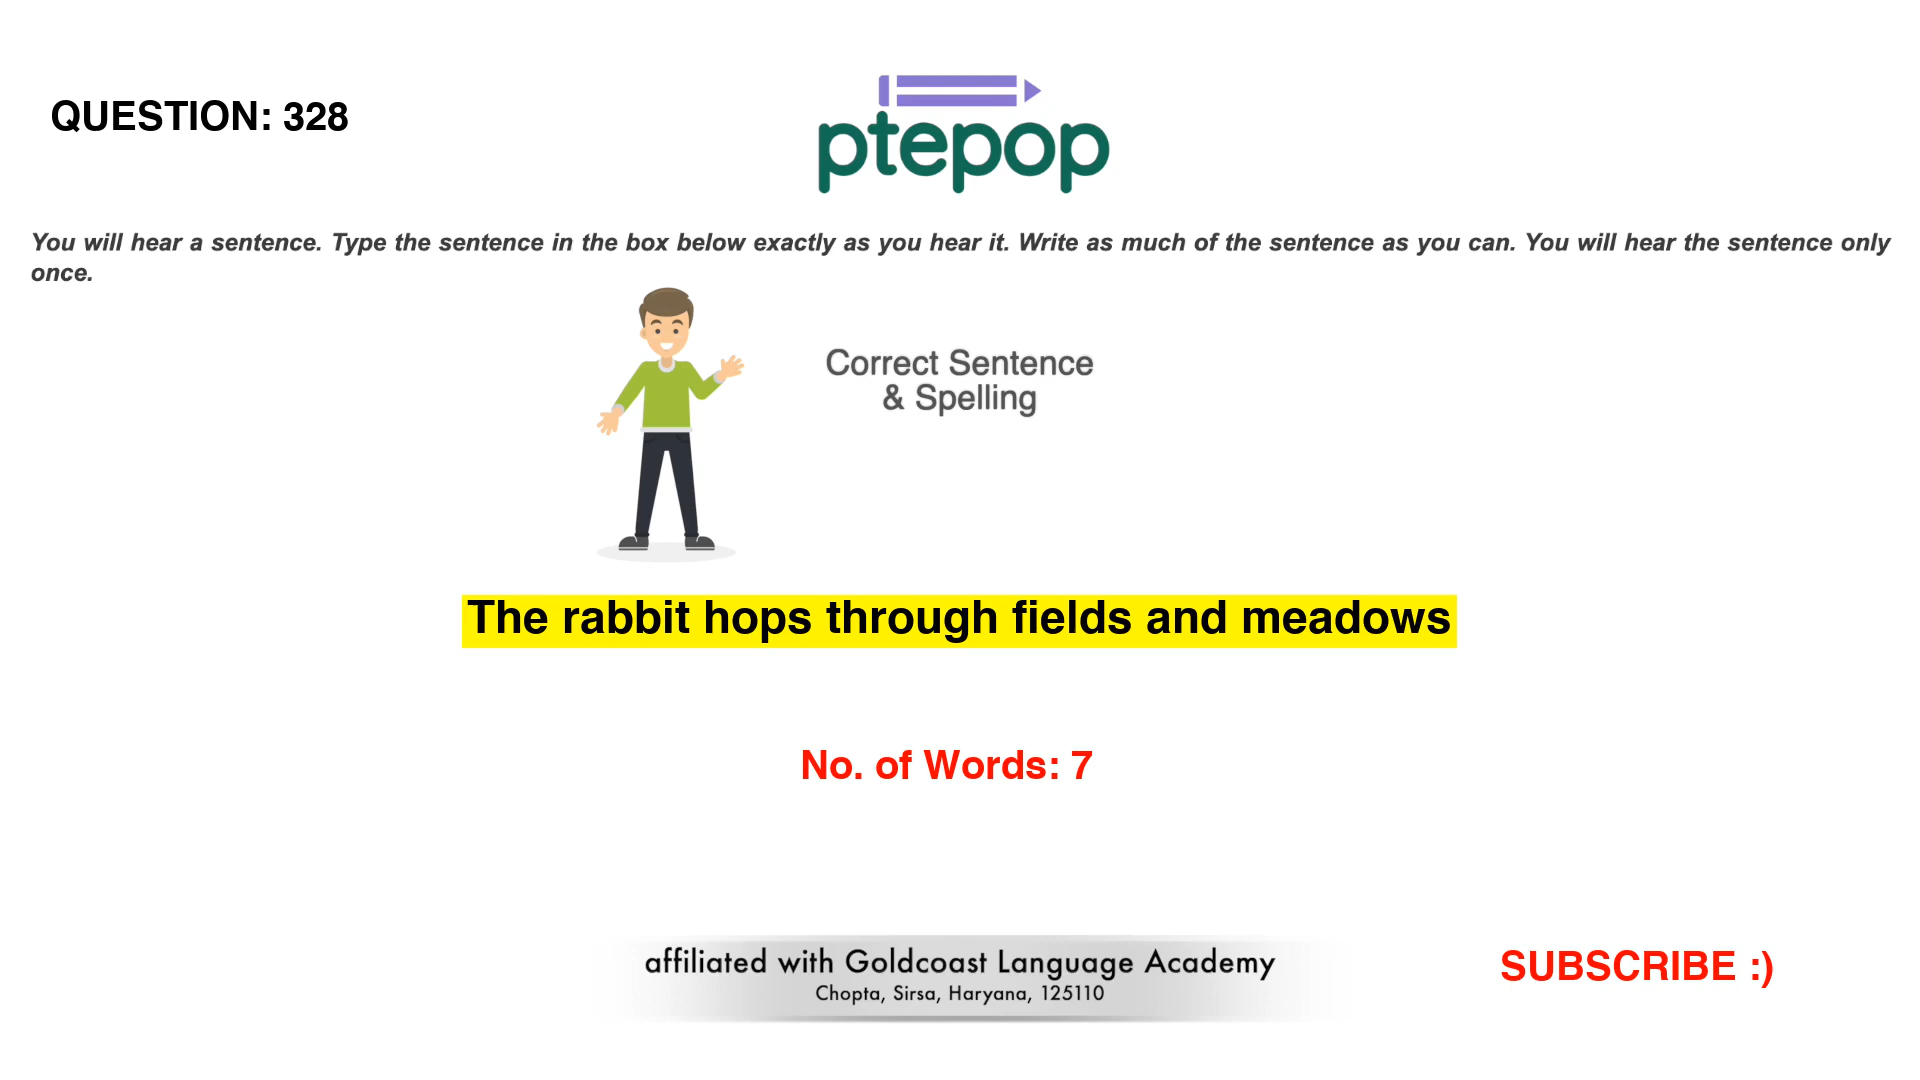 QUESTION: 328
ptepop
You will hear a sentence. Type the sentence in the box below exactly as you hear it. Write as much of the sentence as you can. You will hear the sentence only
once.
Correct Sentence
& Spelling
The rabbit hops through fields and meadows
No. of Words: 7
affiliated with Goldcoast Language Academy
Chopta, Sirsa, Haryana, 125110
SUBSCRIBE :)